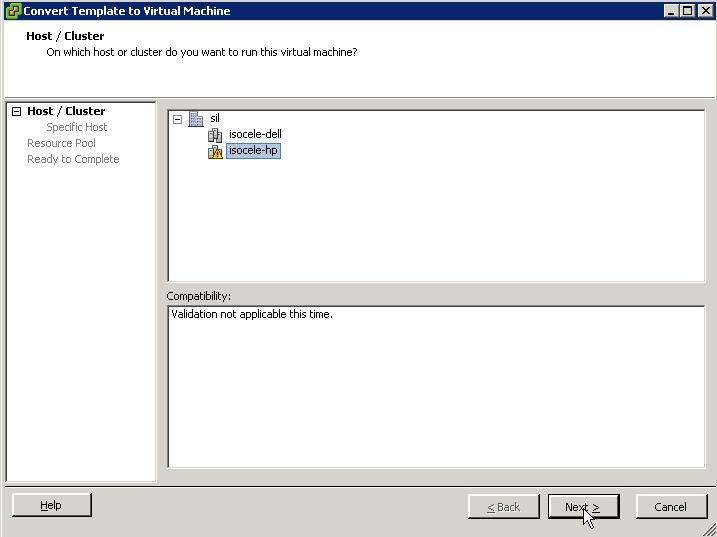 Convert Template to Virtual Machine
Host / Cluster
On which host or cluster do you want to run this virtual machine?
Host / Cluster
Specific Host
Resource Pool
Ready to Complete
sil
isocele-dell
isocele-hp
Compatibility:
Validation not applicable this time.
Help
< Back
Next >
Cancel